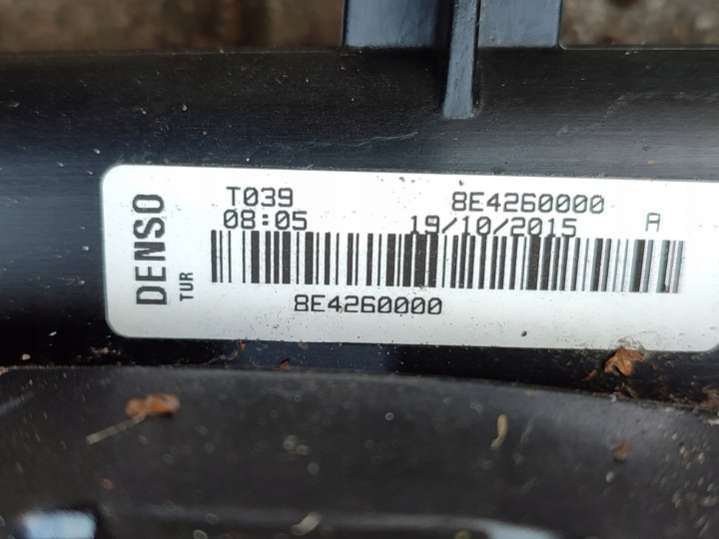 DENSO
TUR
T039 8E4260000
08:05 19/10/2015 A
8E4260000